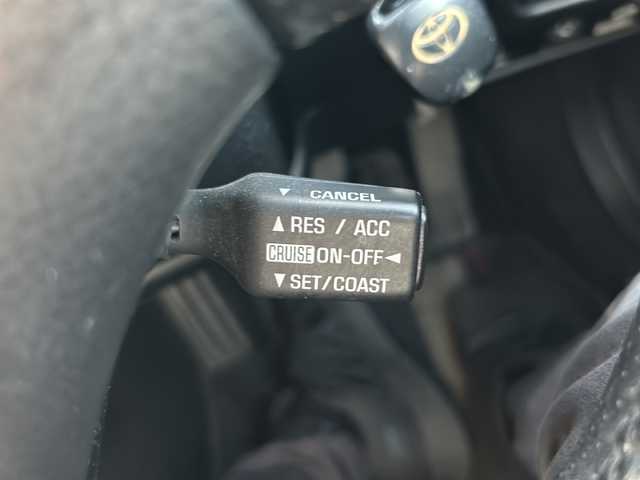 ▼ CANCEL
▲ RES / ACC
CRUISE ON-OFF ◄
▼ SET/COAST